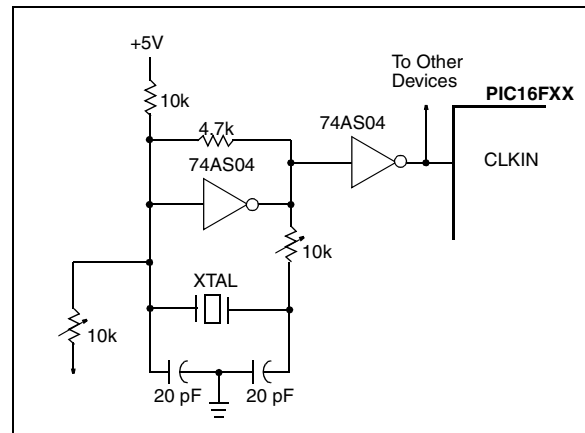 +5V
To Other
Devices
PIC16FXX
10k
4.7k
74AS04
74AS04
CLKIN
10k
XTAL
10k
20 pF
20 pF